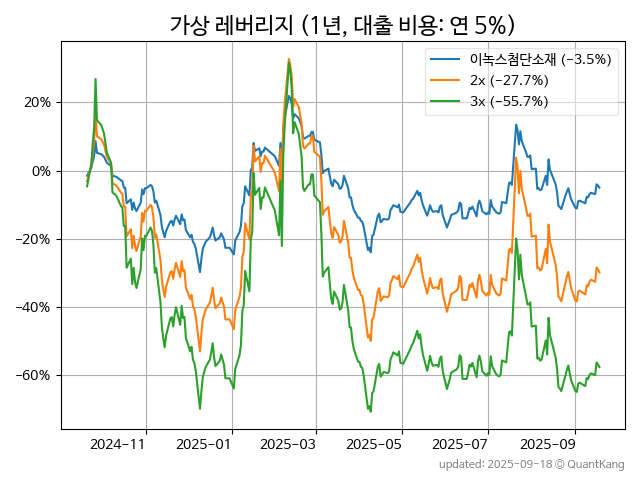 가상 레버리지 (1년, 대출 비용: 연 5%)
이녹스첨단소재 (−3.5%)
2x (−27.7%)
3x (−55.7%)
20%
0%
−20%
−40%
−60%
2024-11 2025-01 2025-03 2025-05 2025-07 2025-09
updated: 2025-09-18 © QuantKang